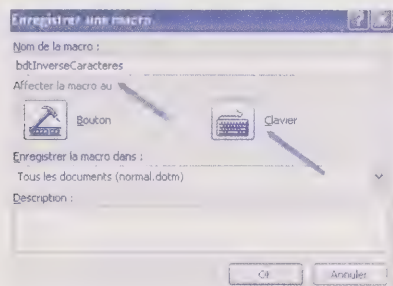 Enregistrer une macro
Nom de la macro :
bdtInverseCaracteres
Affecter la macro au
Bouton
Clavier
Enregistrer la macro dans :
Tous les documents (normal.dotm)
Description :
OK
Annuler